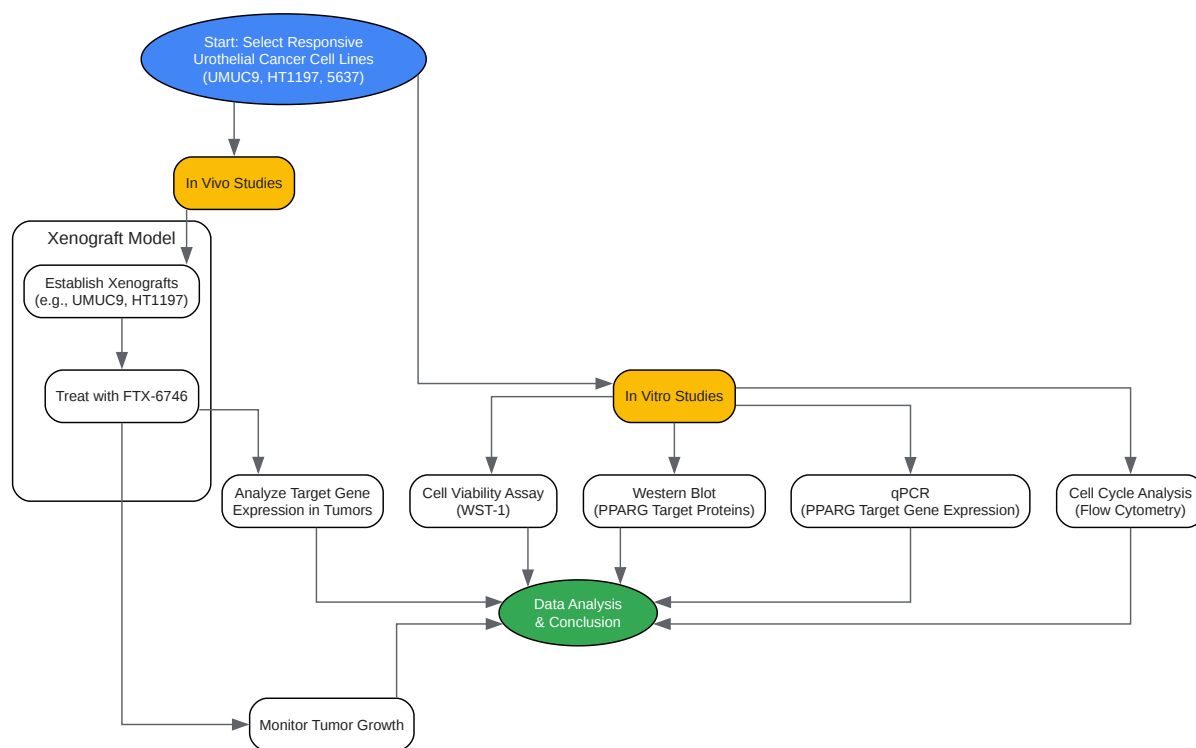 Start: Select Responsive
Urothelial Cancer Cell Lines
(UMUC9, HT1197, 5637)
In Vivo Studies
Xenograft Model
Establish Xenografts
(e.g., UMUC9, HT1197)
Treat with FTX-6746
In Vitro Studies
Analyze Target Gene
Expression in Tumors
Cell Viability Assay
(WST-1)
Western Blot
(PPARG Target Proteins)
qPCR
(PPARG Target Gene Expression)
Cell Cycle Analysis
(Flow Cytometry)
Data Analysis
& Conclusion
Monitor Tumor Growth